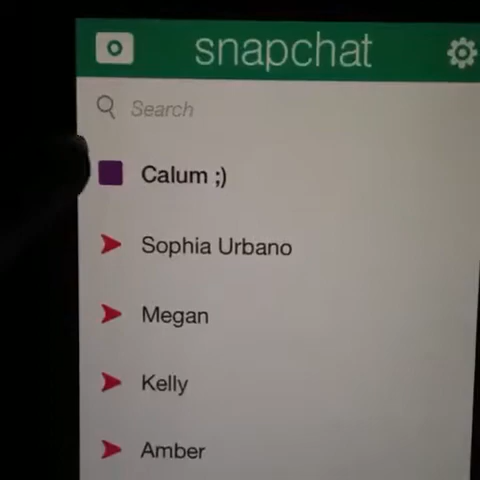 snapchat
Search
Calum ;)
Sophia Urbano
Megan
Kelly
Amber